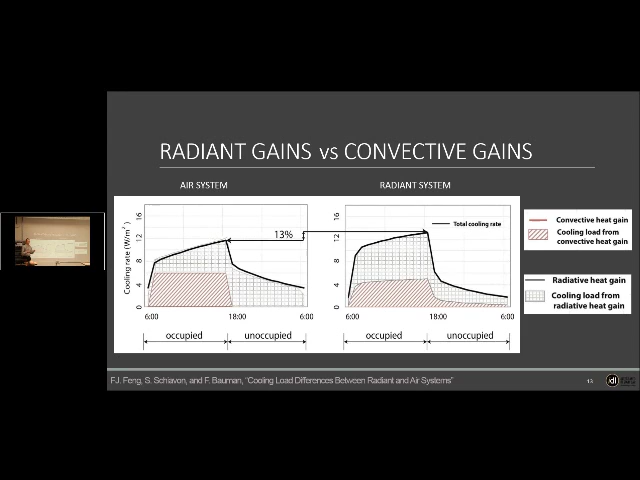 RADIANT GAINS vs CONVECTIVE GAINS
AIR SYSTEM
RADIANT SYSTEM
Cooling rate (W/m²)
16
12
8
4
0
13%
6:00
18:00
6:00
occupied
unoccupied
16
12
8
4
0
Total cooling rate
6:00
18:00
6:00
occupied
unoccupied
Convective heat gain
Cooling load from
convective heat gain
Radiative heat gain
Cooling load from
radiative heat gain
FJ. Feng, S. Schiavon, and F. Bauman, "Cooling Load Differences Between Radiant and Air Systems"
13
idl